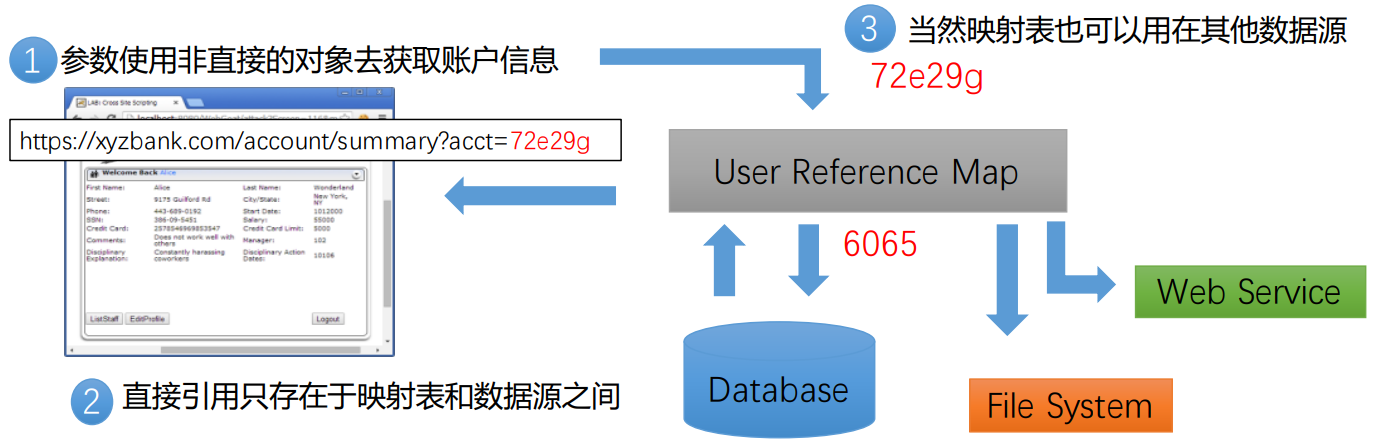 1 参数使用非直接的对象去获取账户信息
3 当然映射表也可以用在其他数据源
72e29g
LAB: Cross Site Scripting
https://xyzbank.com/account/summary?acct=72e29g
User Reference Map
Welcome Back Alice
First Name: Alice Last Name: Wonderland
Street: 9175 Guilford Rd City/State: New York, NY
Phone: 443-689-0192 Start Date: 1012000
SSN: 386-09-5451 Salary: 55000
Credit Card: 2578546969853547 Credit Card Limit: 5000
Comments: Does not work well with others Manager: 102
Disciplinary Explanation: Constantly harassing coworkers Disciplinary Action Dates: 10106
6065
Web Service
ListStaff EditProfile Logout
Database
File System
2 直接引用只存在于映射表和数据源之间